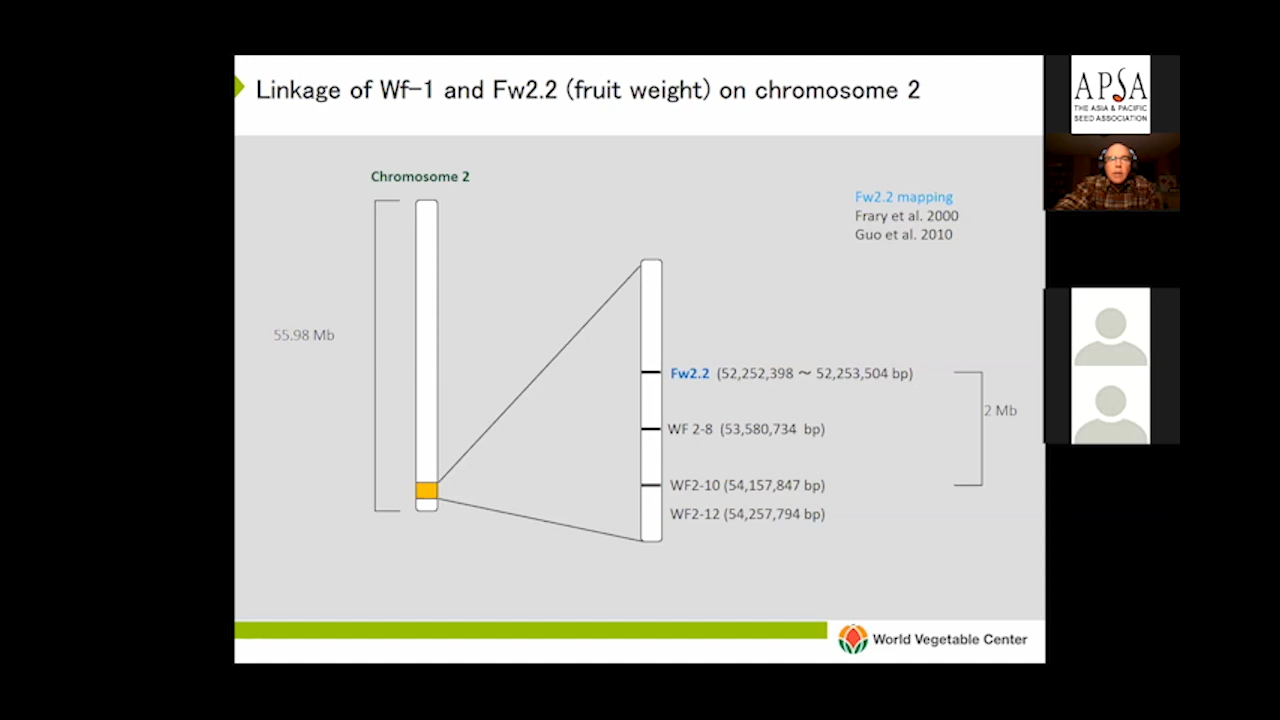 Linkage of Wf-1 and Fw2.2 (fruit weight) on chromosome 2
APSA
THE ASIA & PACIFIC
SEED ASSOCIATION
Chromosome 2
Fw2.2 mapping
Frary et al. 2000
Guo et al. 2010
55.98 Mb
Fw2.2 (52,252,398 ～ 52,253,504 bp)
2 Mb
WF 2-8 (53,580,734 bp)
WF2-10 (54,157,847 bp)
WF2-12 (54,257,794 bp)
World Vegetable Center